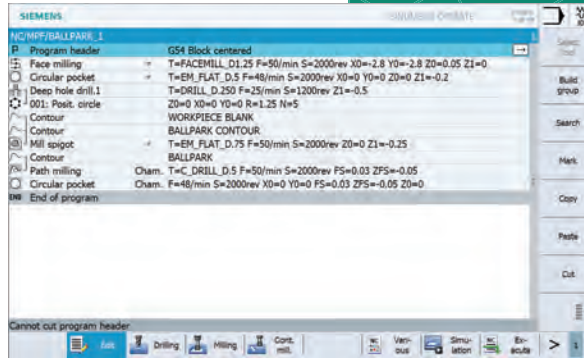 SIEMENS
SINUMERIK OPERATE
NC/MPF/BALLPARK_1
P Program header G54 Block centered
Face milling T=FACEMILL_D1.25 F=50/min S=2000rev X0=-2.8 Y0=-2.8 Z0=0.05 Z1=0
Circular pocket T=EM_FLAT_D.5 F=48/min S=2000rev X0=0 Y0=0 Z0=0 Z1=-0.2
Deep hole drill.1 T=DRILL_D.250 F=25/min S=1200rev Z1=-0.5
001: Posit. circle Z0=0 X0=0 Y0=0 R=1.25 N=5
Contour WORKPIECE BLANK
Contour BALLPARK CONTOUR
Mill spigot T=EM_FLAT_D.75 F=50/min S=2000rev Z0=0 Z1=-0.25
Contour BALLPARK
Path milling Cham. T=C_DRILL_D.5 F=50/min S=2000rev FS=0.03 ZFS=-0.05
Circular pocket Cham. F=48/min S=2000rev X0=0 Y0=0 FS=0.03 ZFS=-0.05 Z0=0
END End of program
Cannot cut program header
Select tool
Build group
Search
Mark
Copy
Paste
Cut
Edit
Drilling
Milling
Cont. mill.
Vari-ous
Simu-lation
Ex-ecute